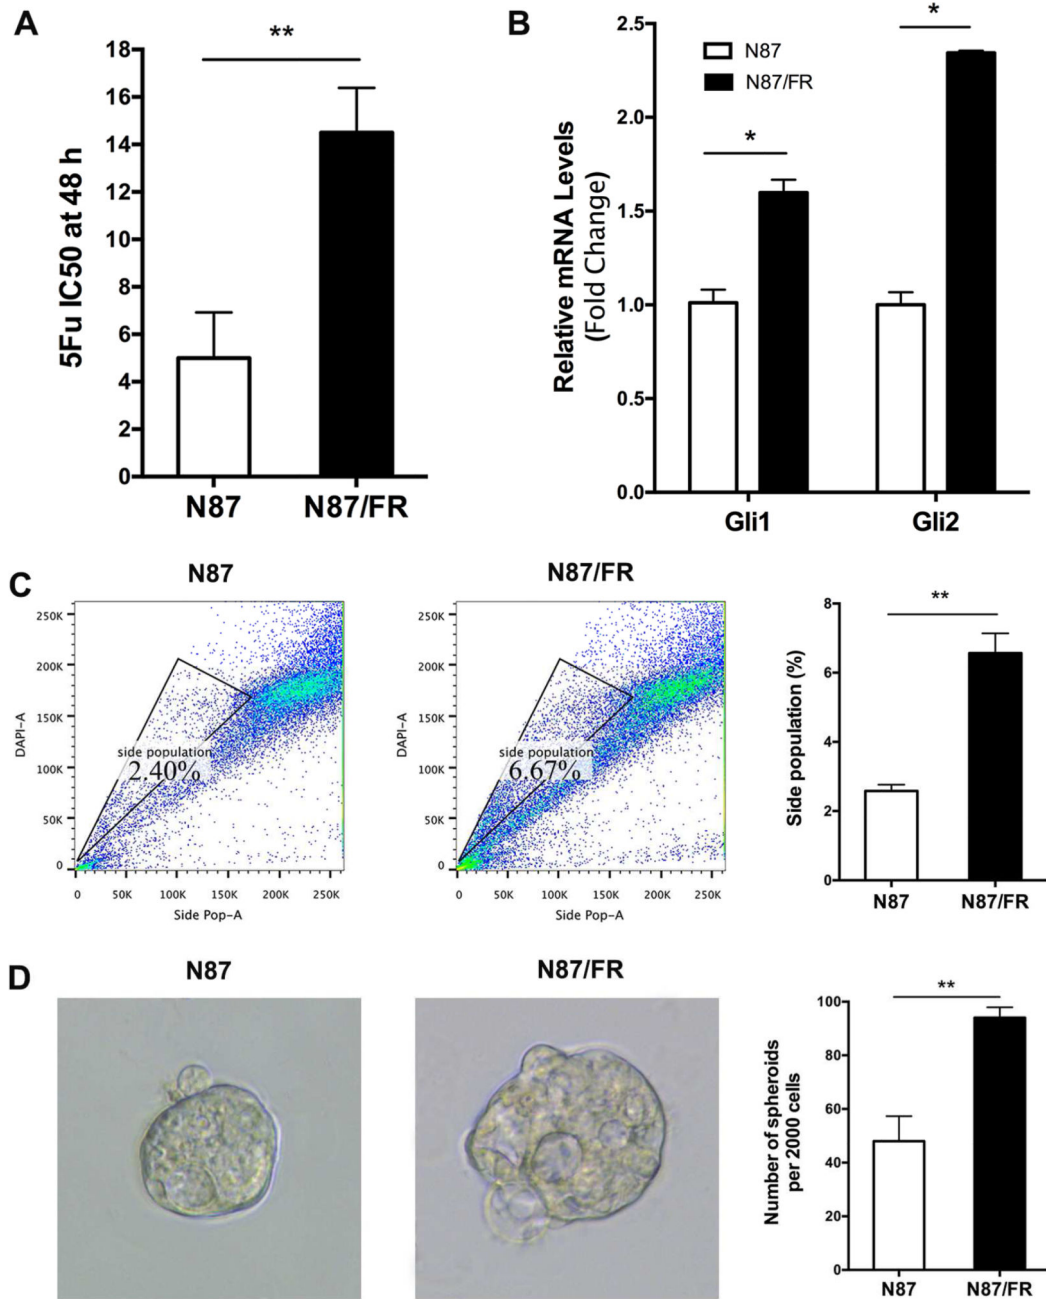 A
**
5Fu IC50 at 48 h
18
16
14
12
10
8
6
4
2
0
N87
N87/FR
B
N87
N87/FR
*
*
Relative mRNA Levels
(Fold Change)
2.5
2.0
1.5
1.0
0.5
0.0
Gli1
Gli2
C
N87
DAPI-A
250K
200K
150K
100K
50K
0
side population
2.40%
0
50K
100K
150K
200K
250K
Side Pop-A
N87/FR
DAPI-A
250K
200K
150K
100K
50K
0
side population
6.67%
0
50K
100K
150K
200K
250K
Side Pop-A
**
Side population (%)
8
6
4
2
0
N87
N87/FR
D
N87
N87/FR
**
Number of spheroids
per 2000 cells
100
80
60
40
20
0
N87
N87/FR